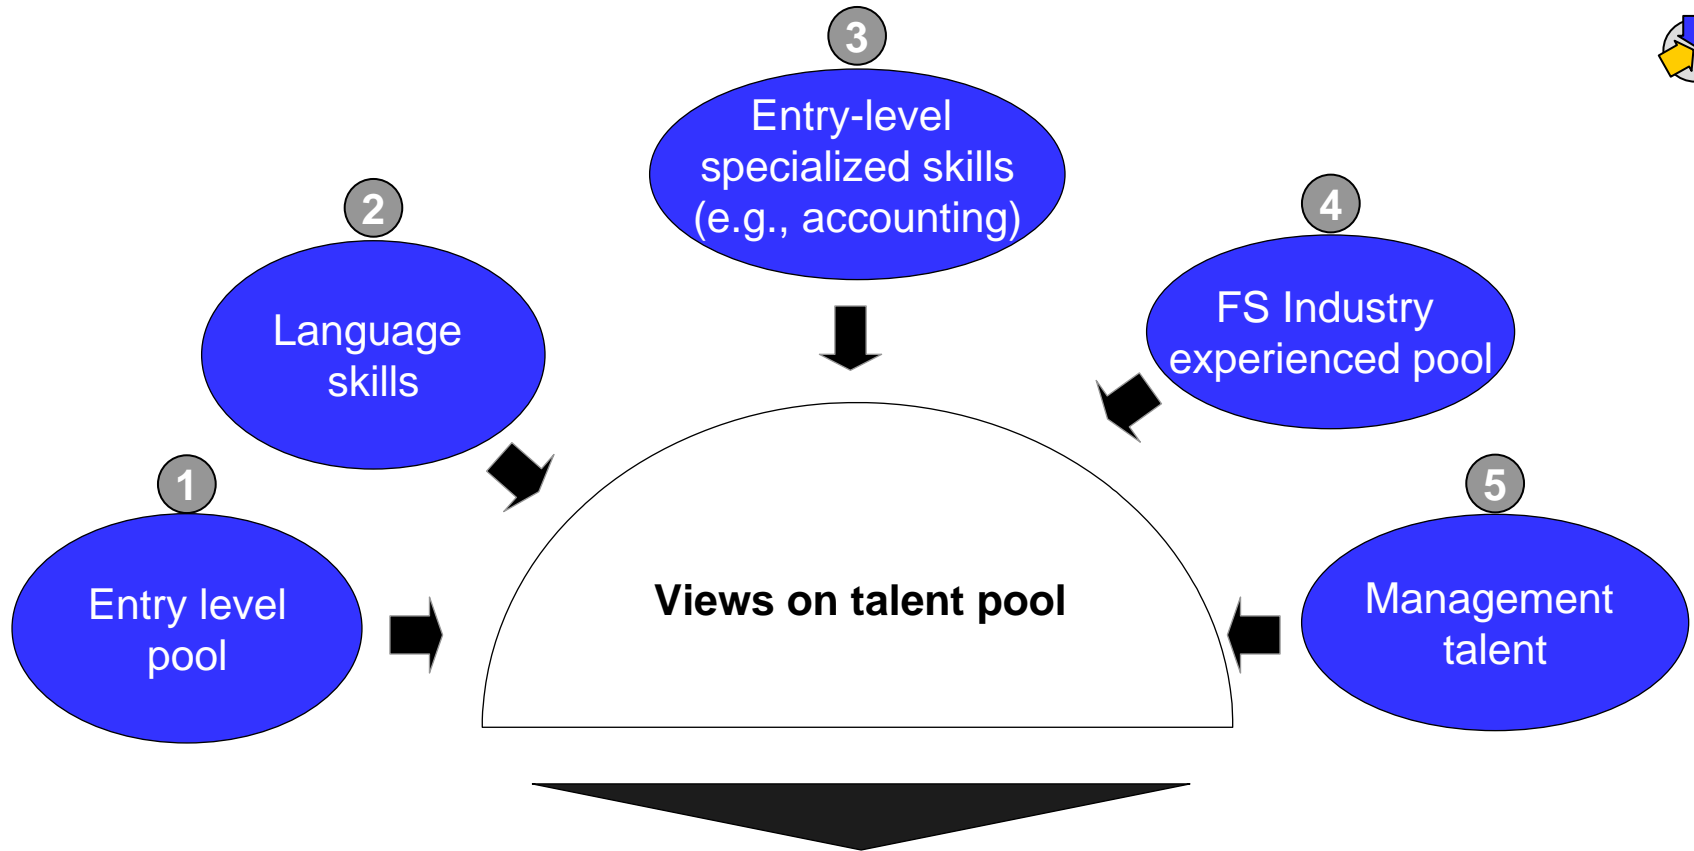 1
Entry level
pool
2
Language
skills
3
Entry-level
specialized skills
(e.g., accounting)
4
FS Industry
experienced pool
5
Management
talent
Views on talent pool